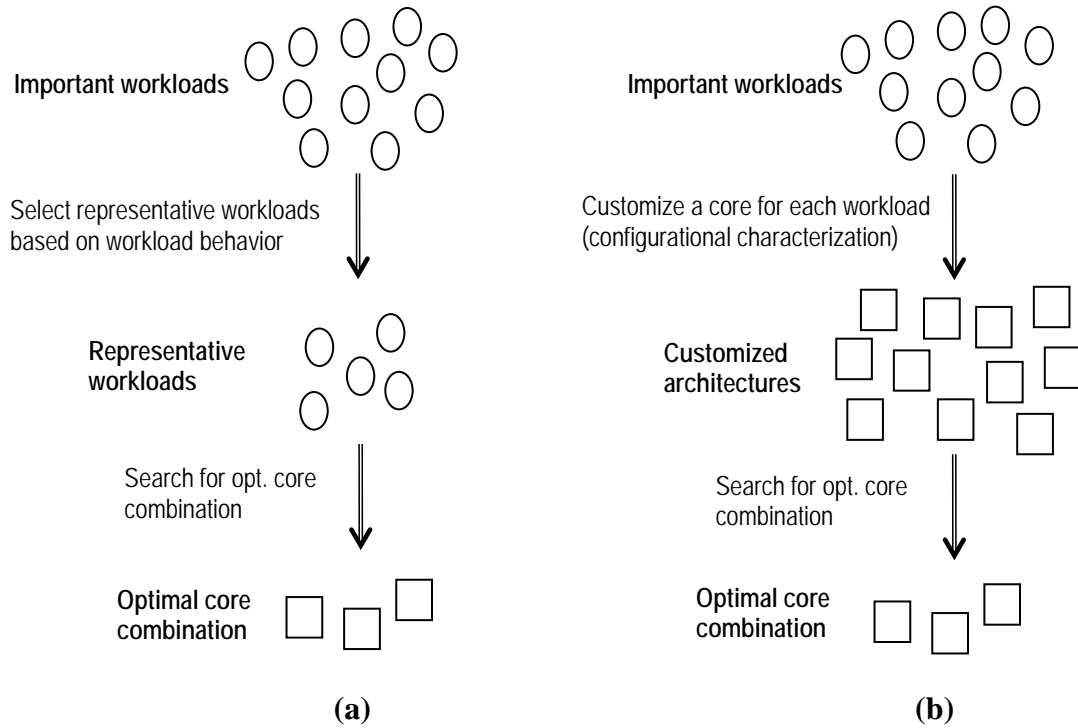 Important workloads
Select representative workloads
based on workload behavior
Representative
workloads
Search for opt. core
combination
Optimal core
combination
(a)
Important workloads
Customize a core for each workload
(configurational characterization)
Customized
architectures
Search for opt. core
combination
Optimal core
combination
(b)